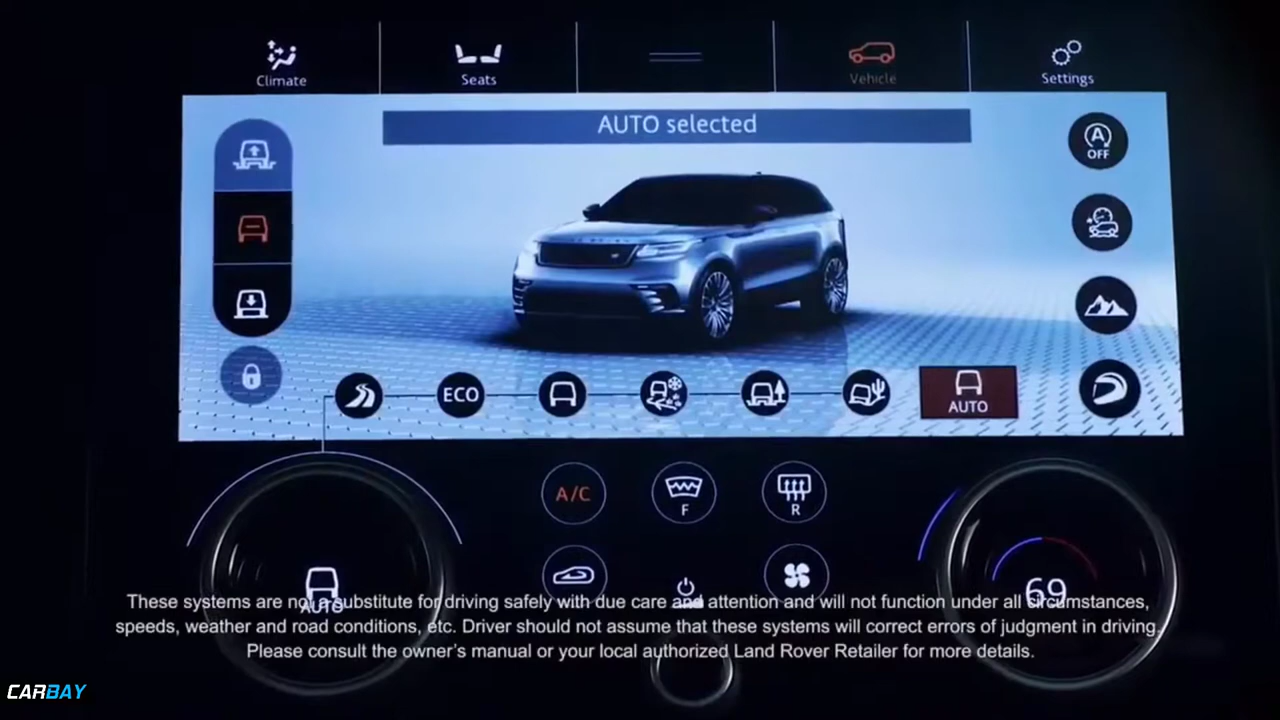 Climate
Seats
Vehicle
Settings
AUTO selected
A
OFF
ECO
AUTO
A/C
F
R
AUTO
69
These systems are not a substitute for driving safely with due care and attention and will not function under all circumstances,
speeds, weather and road conditions, etc. Driver should not assume that these systems will correct errors of judgment in driving.
Please consult the owner's manual or your local authorized Land Rover Retailer for more details.
CARBAY